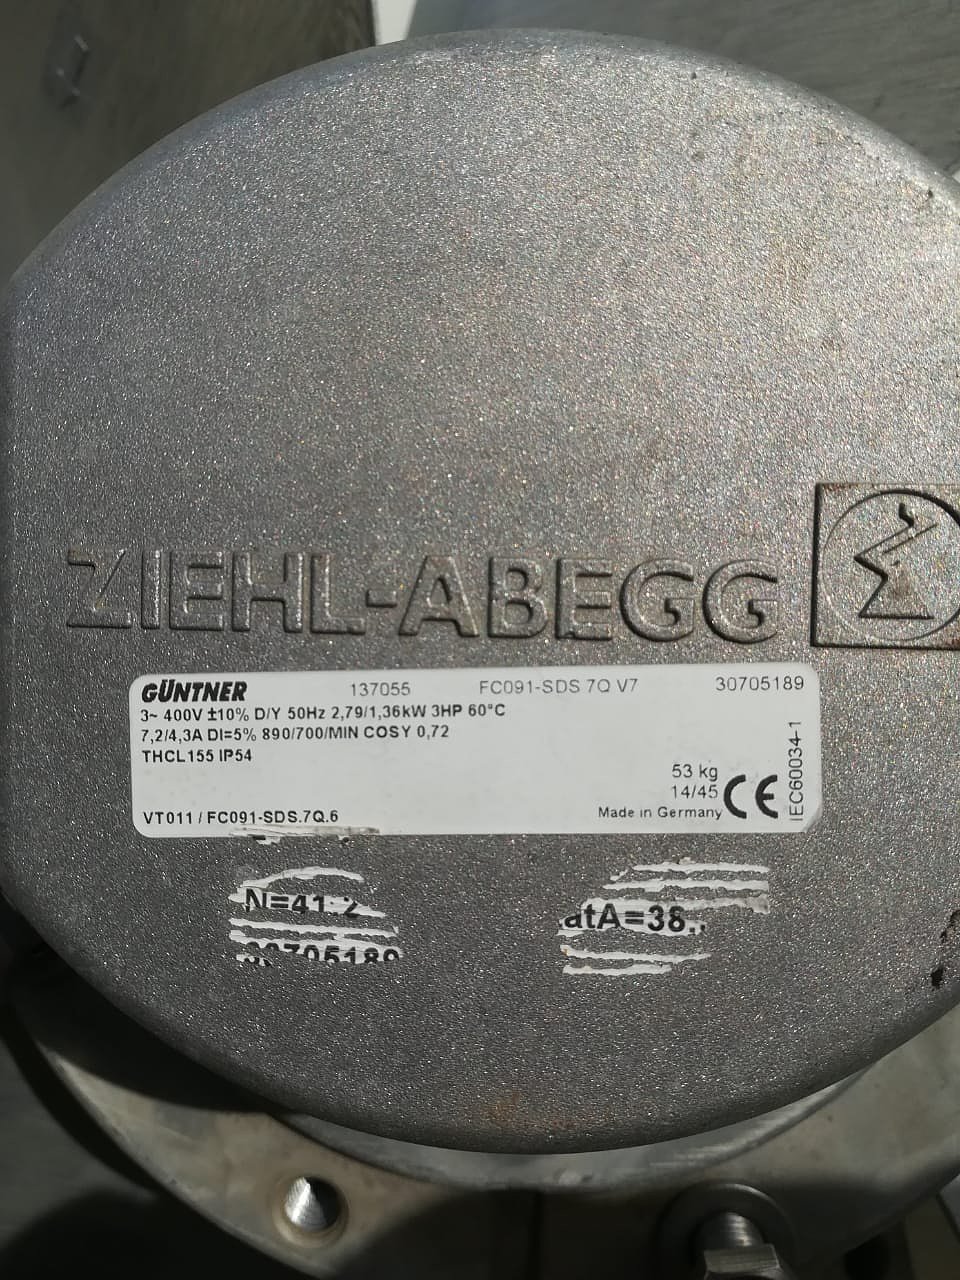 ZIEHL-ABEGG
GÜNTNER 137055 FC091-SDS 7Q V7 30705189
3~ 400V ±10% D/Y 50Hz 2,79/1,36kW 3HP 60°C
7,2/4,3A DI=5% 890/700/MIN COSY 0,72
THCL155 IP54
53 kg
14/45
Made in Germany
CE
IEC60034-1
VT011 / FC091-SDS.7Q.6
N=41.2
atA=38.
705189